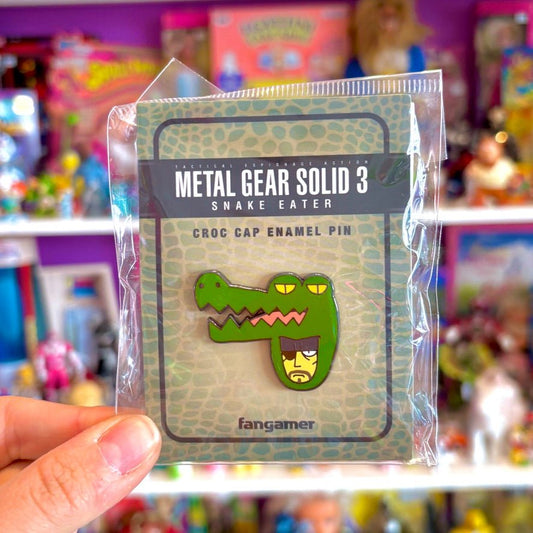 TACTICAL ESPIONAGE ACTION
METAL GEAR SOLID 3
SNAKE EATER
CROC CAP ENAMEL PIN
fangamer